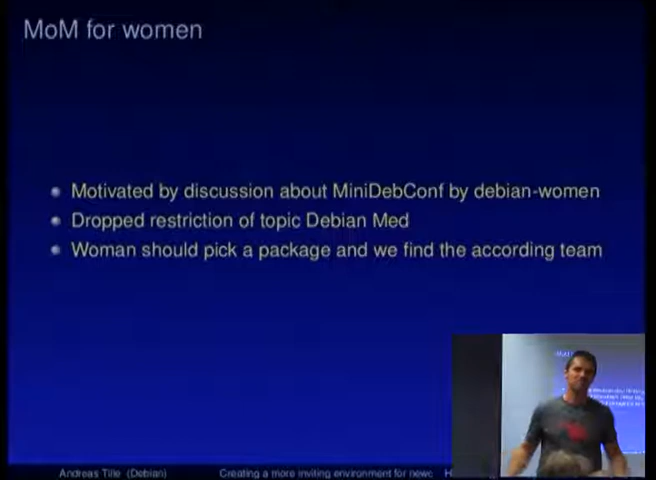 MoM for women
Motivated by discussion about MiniDebConf by debian-women
Dropped restriction of topic Debian Med
Woman should pick a package and we find the according team
Andreas Tille (Debian)
Creating a more inviting environment for newc